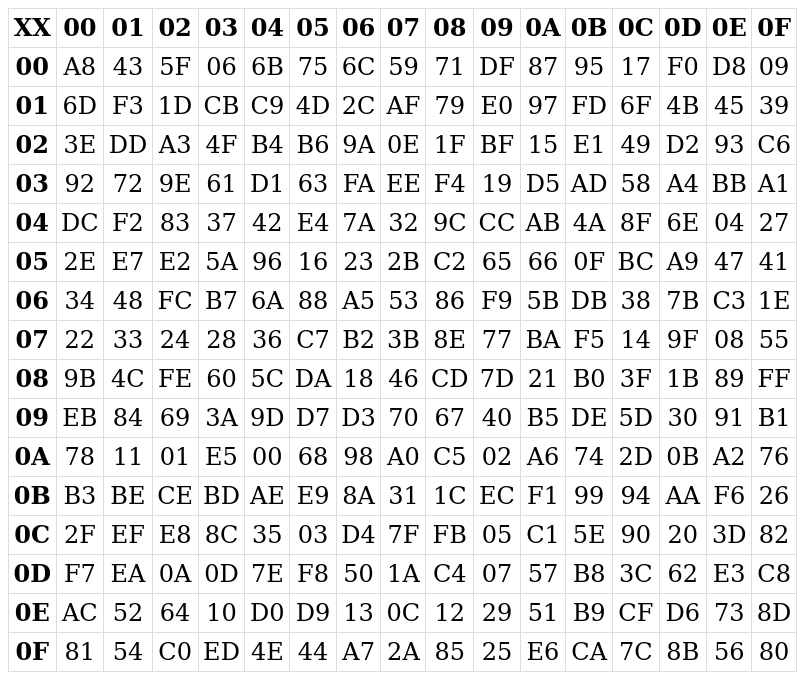 XX 00 01 02 03 04 05 06 07 08 09 0A 0B 0C 0D 0E 0F
00 A8 43 5F 06 6B 75 6C 59 71 DF 87 95 17 F0 D8 09
01 6D F3 1D CB C9 4D 2C AF 79 E0 97 FD 6F 4B 45 39
02 3E DD A3 4F B4 B6 9A 0E 1F BF 15 E1 49 D2 93 C6
03 92 72 9E 61 D1 63 FA EE F4 19 D5 AD 58 A4 BB A1
04 DC F2 83 37 42 E4 7A 32 9C CC AB 4A 8F 6E 04 27
05 2E E7 E2 5A 96 16 23 2B C2 65 66 0F BC A9 47 41
06 34 48 FC B7 6A 88 A5 53 86 F9 5B DB 38 7B C3 1E
07 22 33 24 28 36 C7 B2 3B 8E 77 BA F5 14 9F 08 55
08 9B 4C FE 60 5C DA 18 46 CD 7D 21 B0 3F 1B 89 FF
09 EB 84 69 3A 9D D7 D3 70 67 40 B5 DE 5D 30 91 B1
0A 78 11 01 E5 00 68 98 A0 C5 02 A6 74 2D 0B A2 76
0B B3 BE CE BD AE E9 8A 31 1C EC F1 99 94 AA F6 26
0C 2F EF E8 8C 35 03 D4 7F FB 05 C1 5E 90 20 3D 82
0D F7 EA 0A 0D 7E F8 50 1A C4 07 57 B8 3C 62 E3 C8
0E AC 52 64 10 D0 D9 13 0C 12 29 51 B9 CF D6 73 8D
0F 81 54 C0 ED 4E 44 A7 2A 85 25 E6 CA 7C 8B 56 80